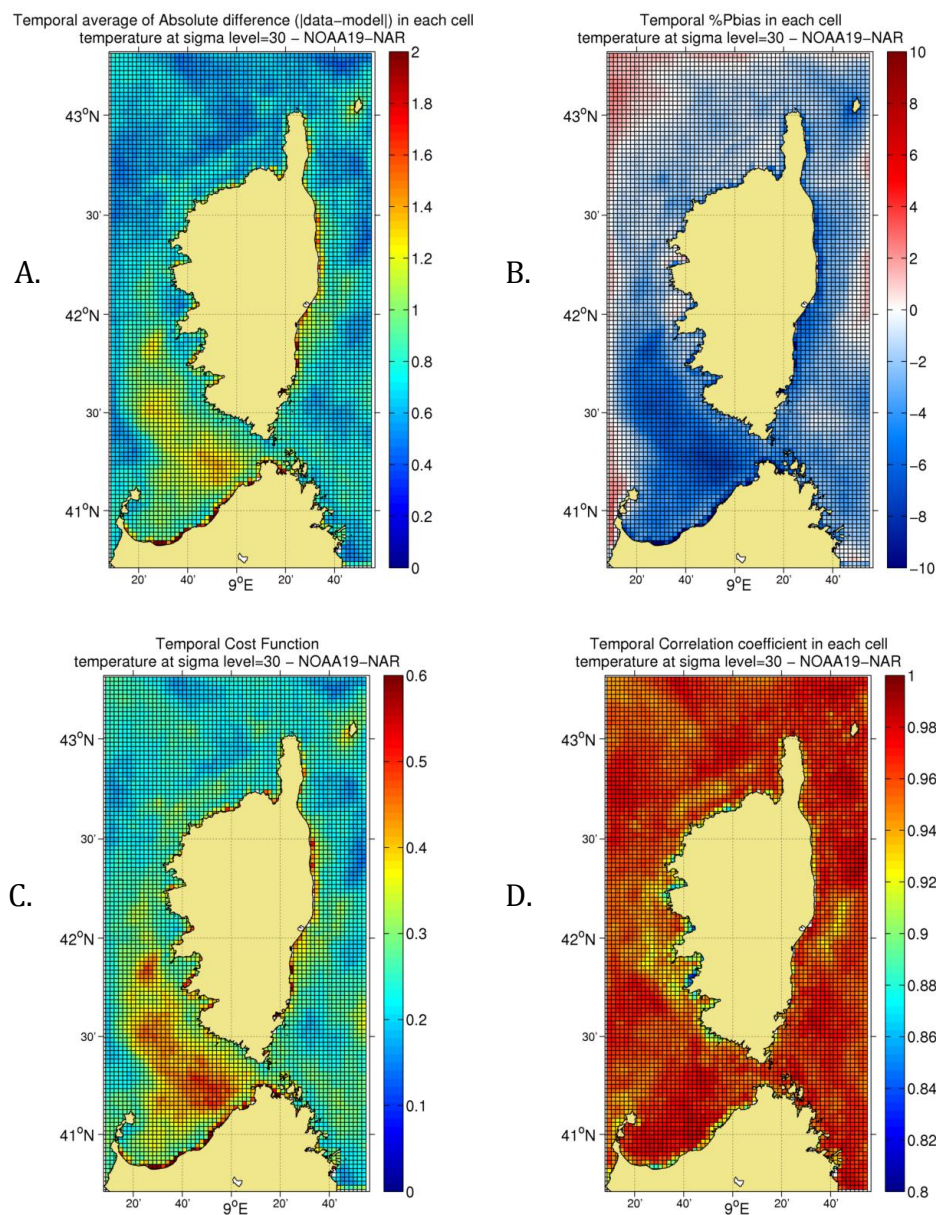 Temporal average of Absolute difference (|data−model|) in each cell
temperature at sigma level=30 − NOAA19−NAR
A.
43°N
30'
42°N
30'
41°N
20'
40'
9°E
20'
40'
2
1.8
1.6
1.4
1.2
1
0.8
0.6
0.4
0.2
0
Temporal %Pbias in each cell
temperature at sigma level=30 − NOAA19−NAR
B.
43°N
30'
42°N
30'
41°N
20'
40'
9°E
20'
40'
10
8
6
4
2
0
−2
−4
−6
−8
−10
Temporal Cost Function
temperature at sigma level=30 − NOAA19−NAR
C.
43°N
30'
42°N
30'
41°N
20'
40'
9°E
20'
40'
0.6
0.5
0.4
0.3
0.2
0.1
0
Temporal Correlation coefficient in each cell
temperature at sigma level=30 − NOAA19−NAR
D.
43°N
30'
42°N
30'
41°N
20'
40'
9°E
20'
40'
1
0.98
0.96
0.94
0.92
0.9
0.88
0.86
0.84
0.82
0.8